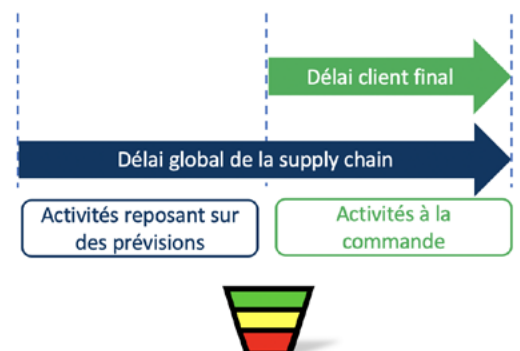 Délai client final
Délai global de la supply chain
Activités reposant sur
des prévisions
Activités à la
commande